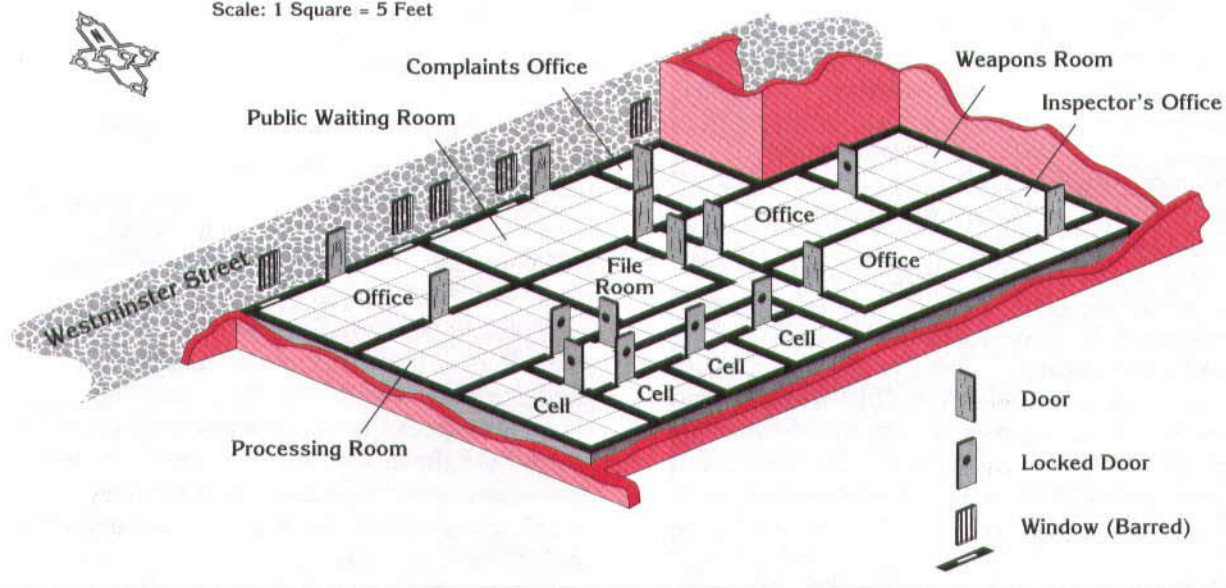 Scale: 1 Square = 5 Feet
N
Complaints Office
Weapons Room
Public Waiting Room
Inspector's Office
Office
Office
File
Room
Westminster Street
Office
Cell
Cell
Cell
Cell
Processing Room
Door
Locked Door
Window (Barred)